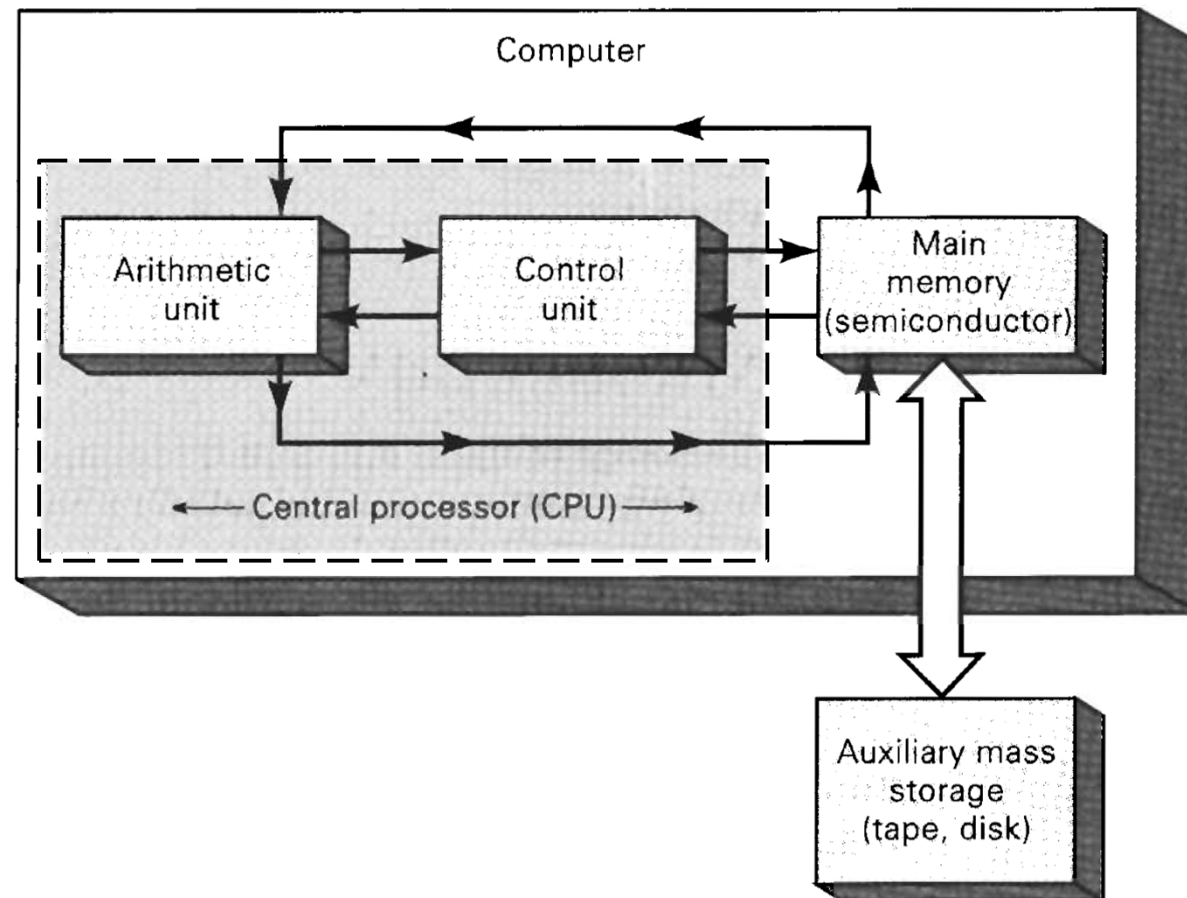 Computer
Arithmetic
unit
Control
unit
Main
memory
(semiconductor)
Central processor (CPU)
Auxiliary mass
storage
(tape, disk)